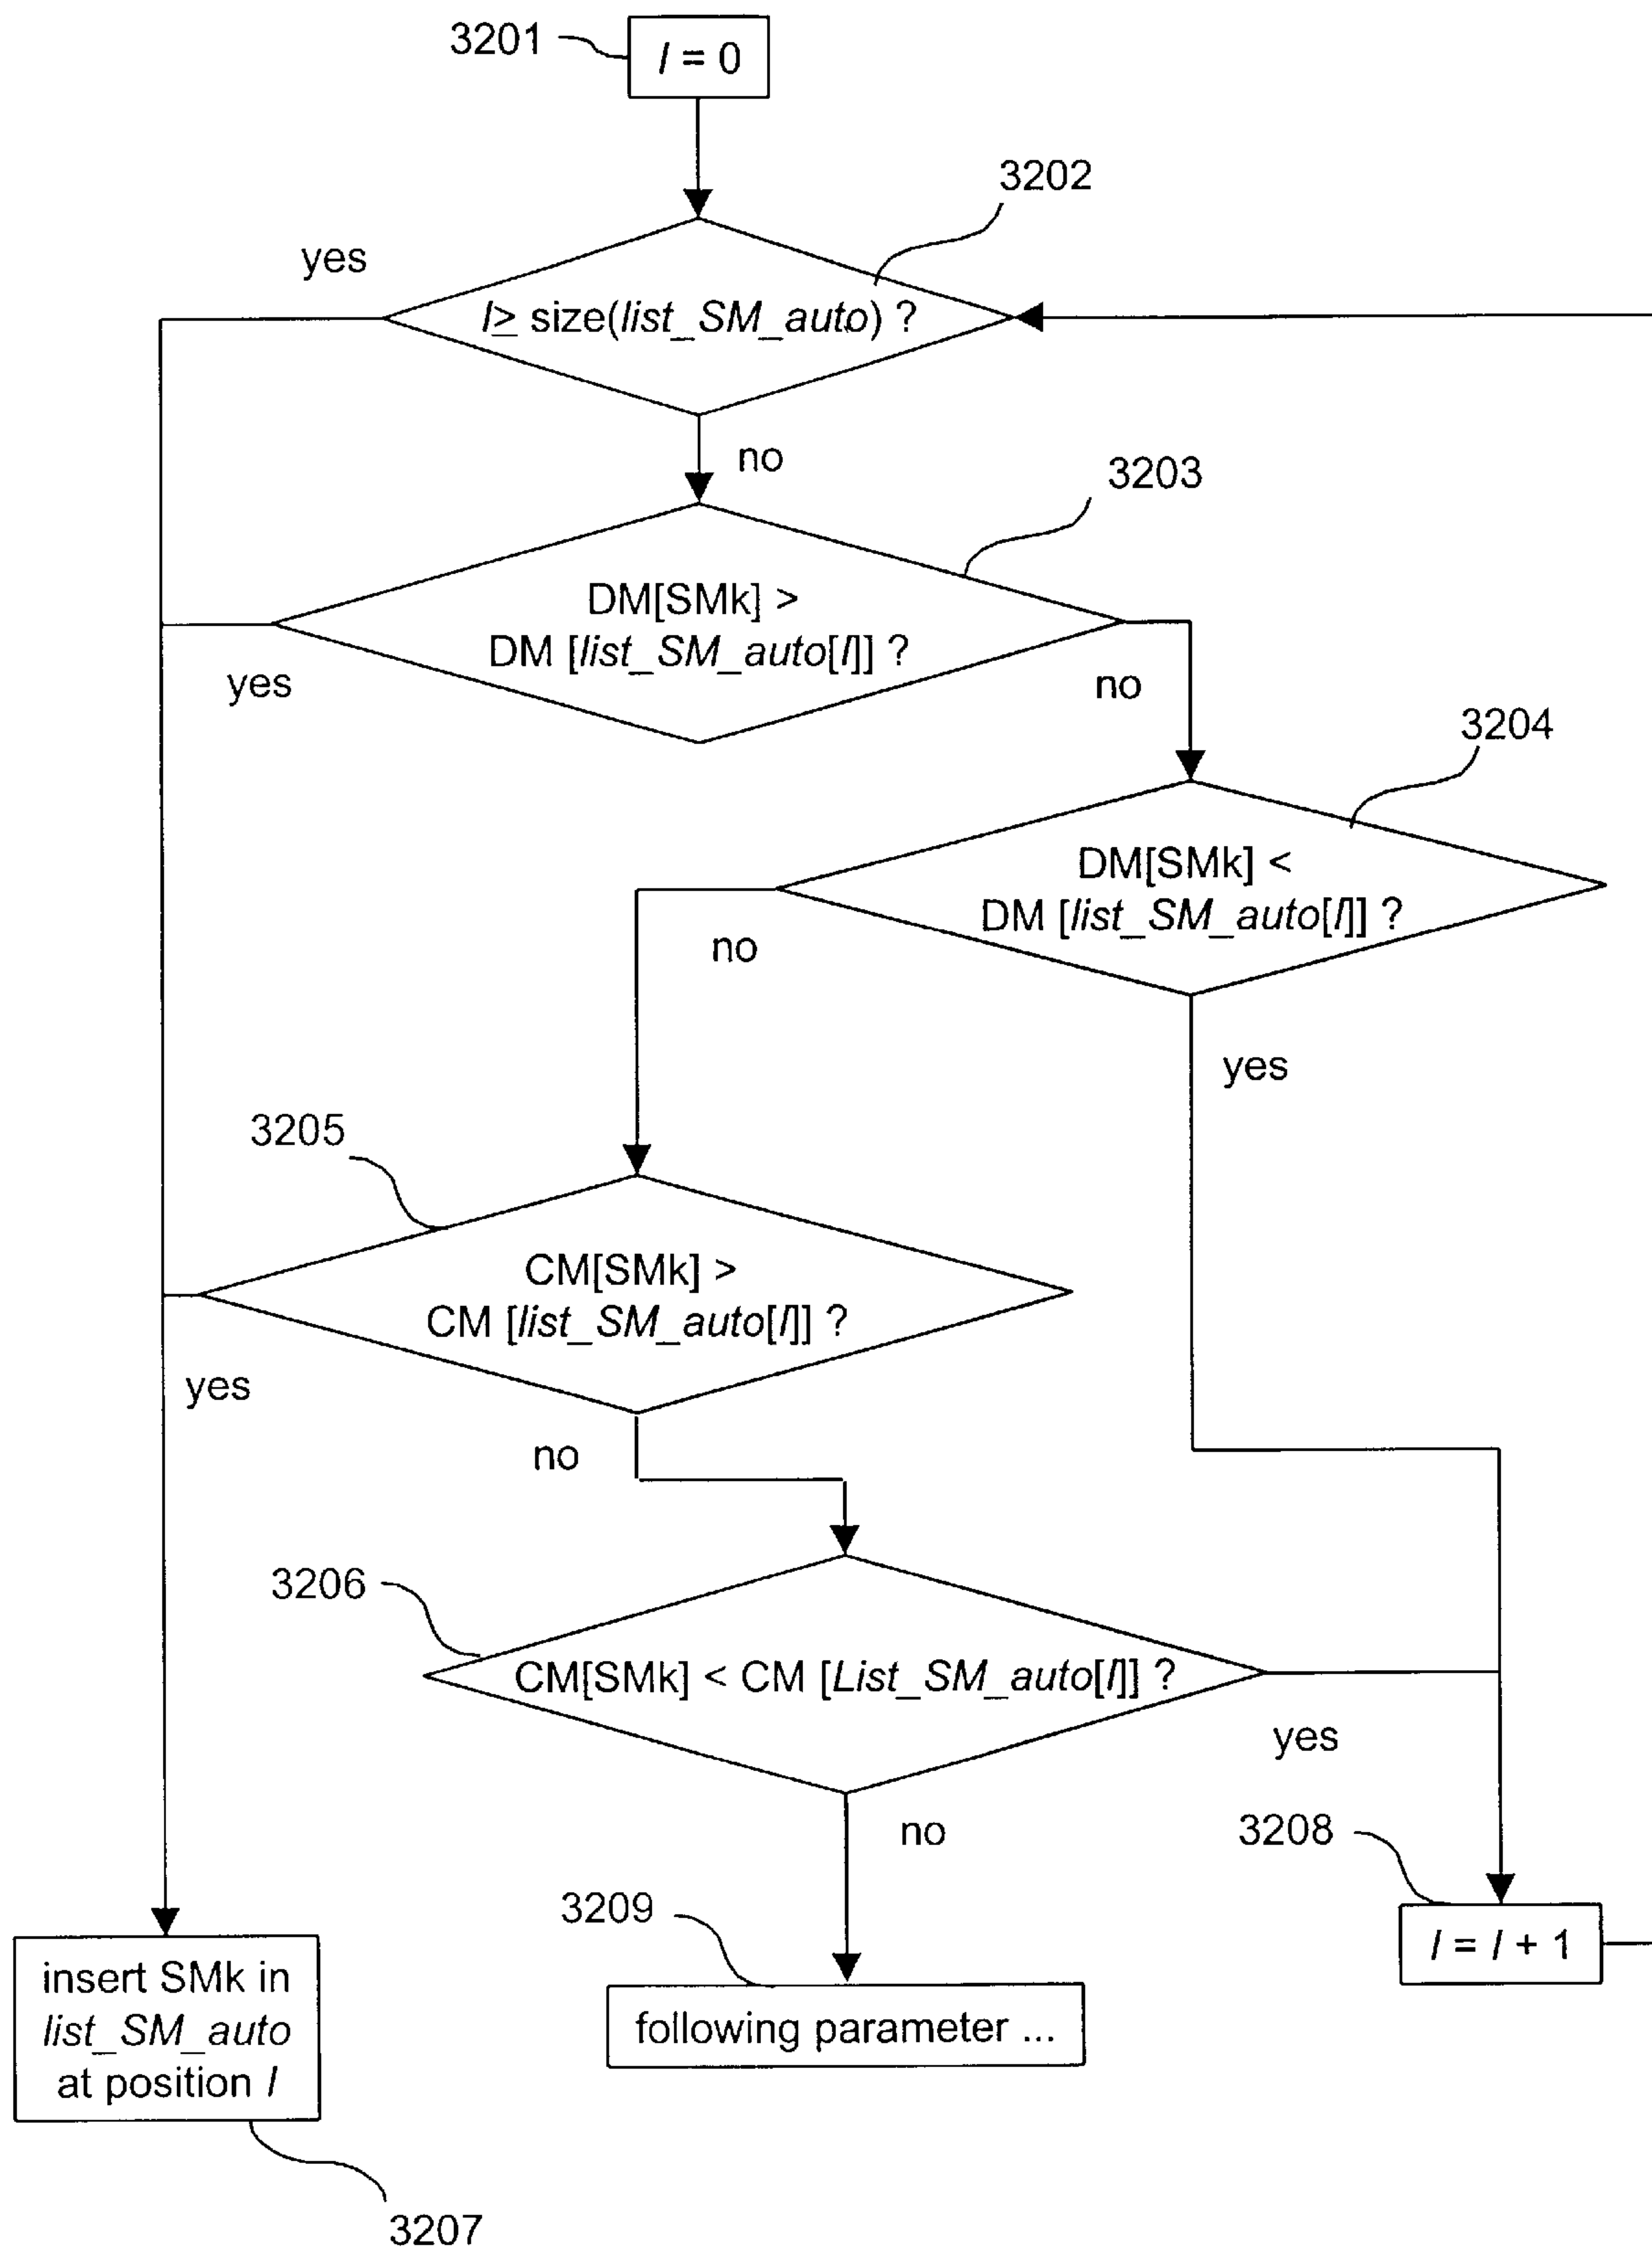 3201
l = 0
3202
yes
l≥ size(list_SM_auto) ?
no
3203
DM[SMk] >
DM [list_SM_auto[l]] ?
yes
no
3204
DM[SMk] <
DM [list_SM_auto[l]] ?
no
yes
3205
CM[SMk] >
CM [list_SM_auto[l]] ?
yes
no
3206
CM[SMk] < CM [List_SM_auto[l]] ?
yes
no
3208
l = l + 1
3209
following parameter ...
insert SMk in
list_SM_auto
at position l
3207